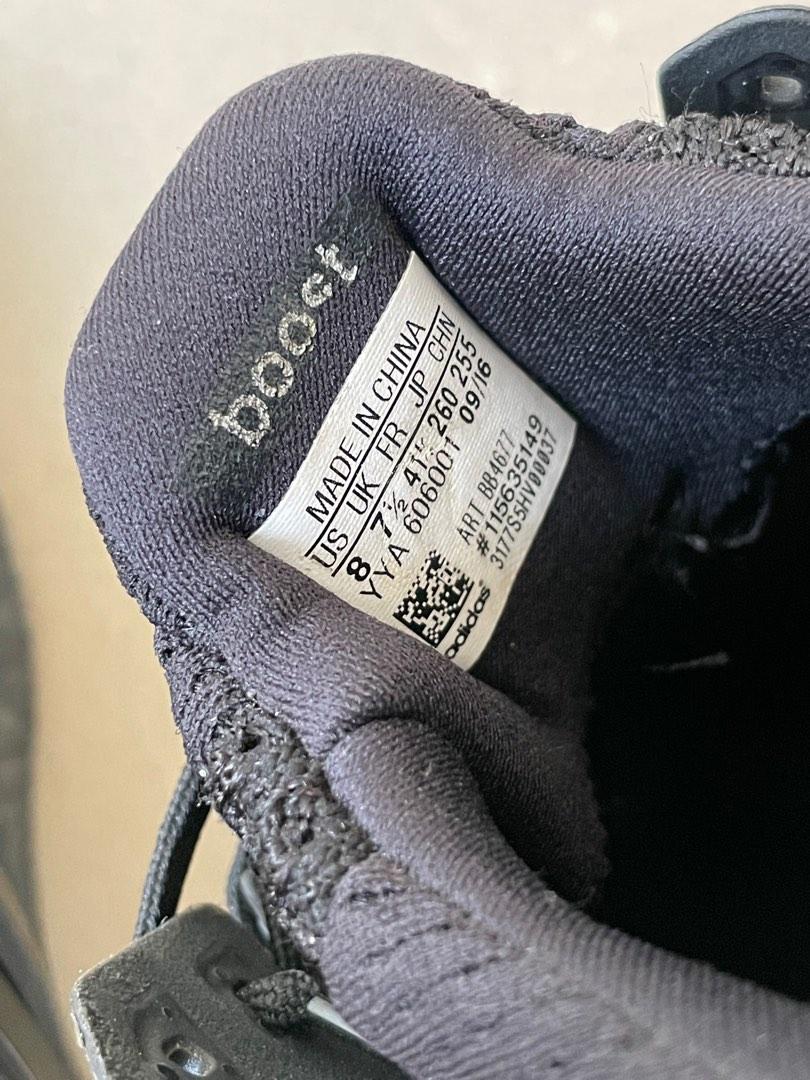 boost
MADE IN CHINA
US UK FR JP CHN
8 7½ 41⅓ 260 255
YYA 606001 09/16
ART BB4677
#115635149
3177S5HV00037
adidas